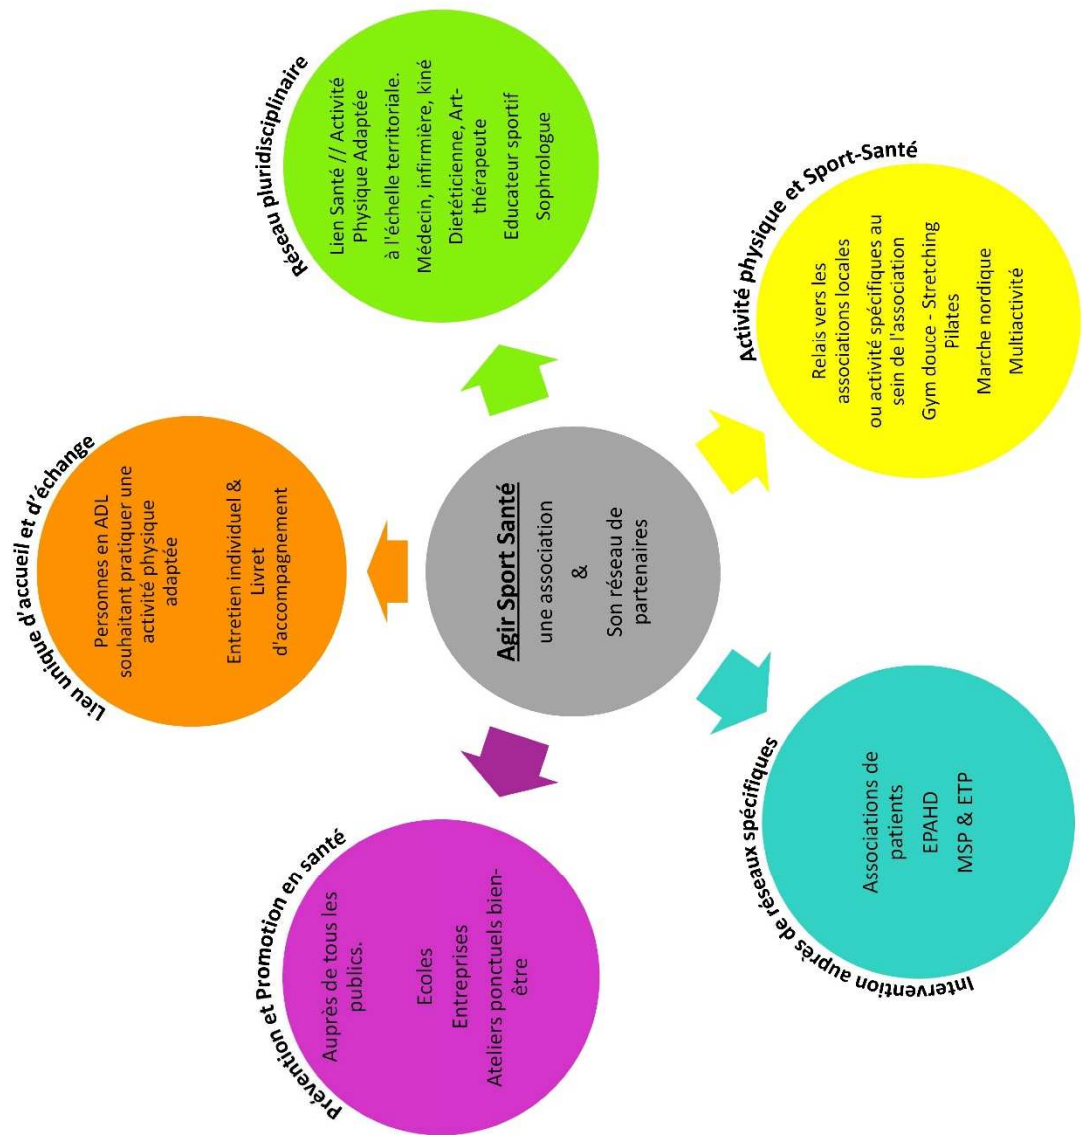 Agir Sport Santé
une association
&
Son réseau de
partenaires
Lieu unique d'accueil et d'échange
Personnes en ADL
souhaitant pratiquer une
activité physique
adaptée
Entretien individuel &
Livret
d'accompagnement
Réseau pluridisciplinaire
Lien Santé // Activité
Physique Adaptée
à l'échelle territoriale.
Médecin, infirmière, kiné
Dietéticienne, Art-
thérapeute
Educateur sportif
Sophrologue
Activité physique et Sport-Santé
Relais vers les
associations locales
ou activité spécifiques au
sein de l'association
Gym douce - Stretching
Pilates
Marche nordique
Multiactivité
Intervention auprès de réseaux spécifiques
Associations de
patients
EPAHD
MSP & ETP
Prévention et Promotion en santé
Auprès de tous les
publics.
Ecoles
Entreprises
Ateliers ponctuels bien-
être